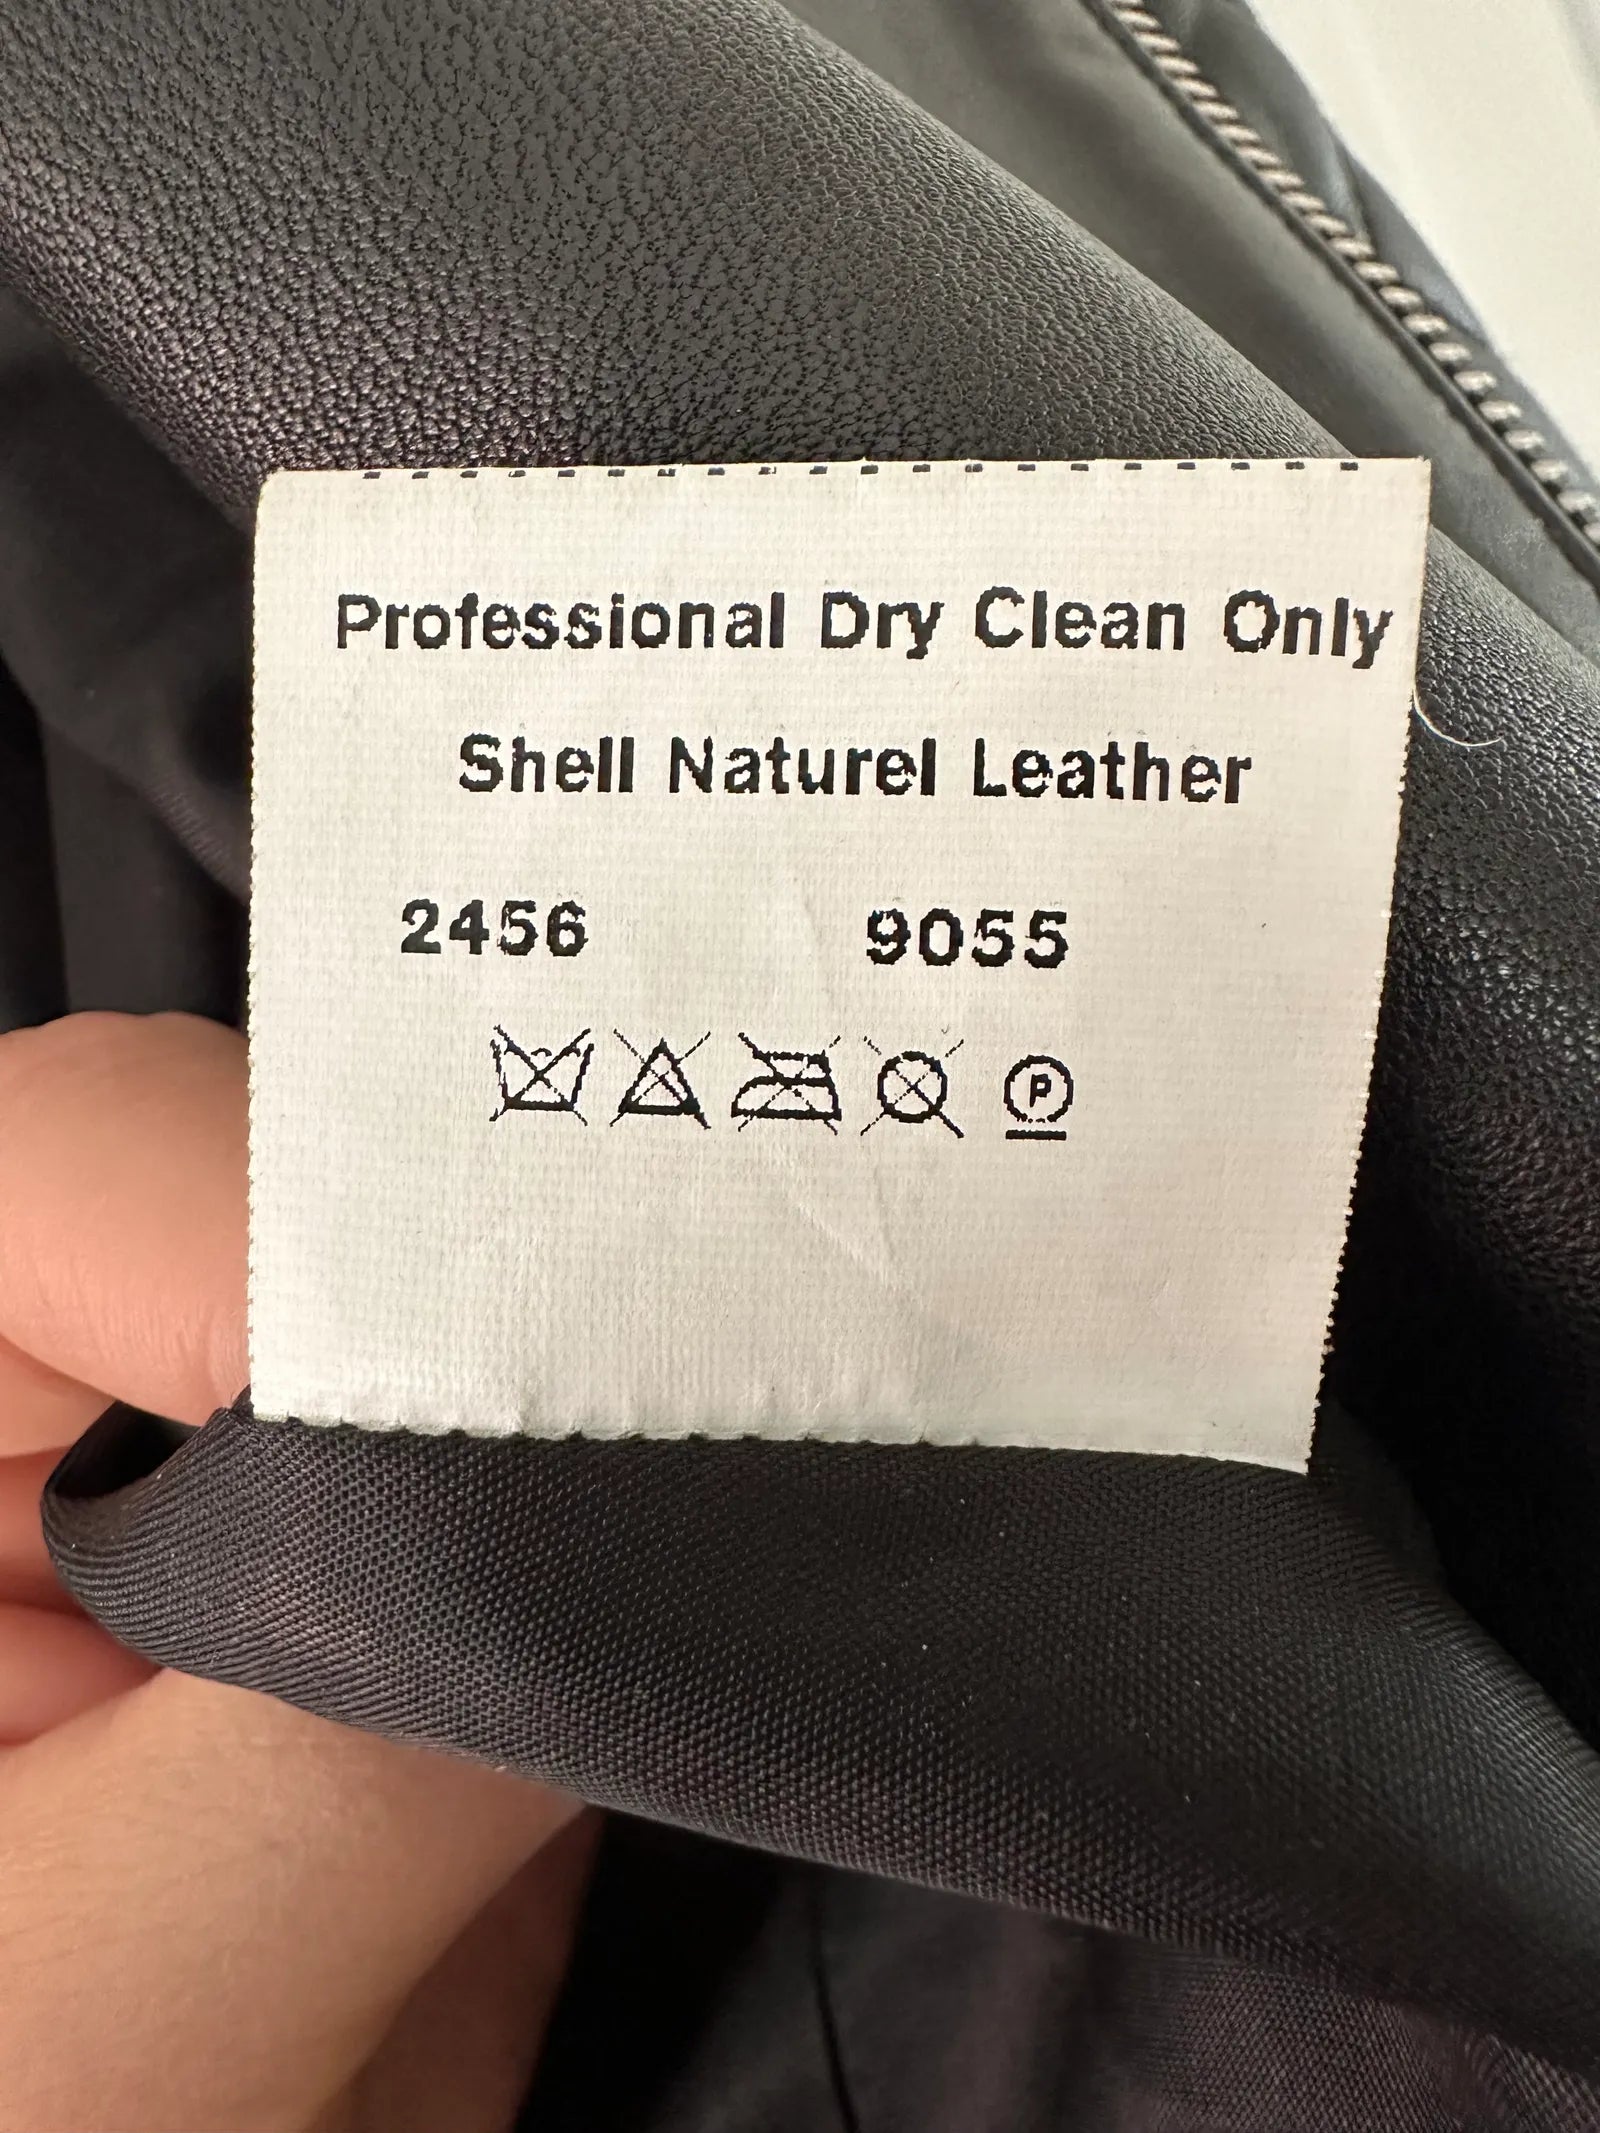 Professional Dry Clean Only
Shell Naturel Leather
2456 9055
P